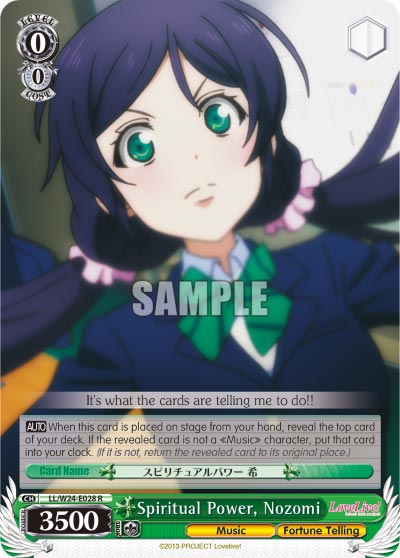 LEVEL
0
0
COST
SAMPLE
It's what the cards are telling me to do!!
AUTO When this card is placed on stage from your hand, reveal the top card
of your deck. If the revealed card is not a «Music» character, put that card
into your clock. (If it is not, return the revealed card to its original place.)
Card Name スピリチュアルパワー 希
CH LL/W24-E028 R
POWER 3500 SOUL Spiritual Power, Nozomi LoveLive!
Music Fortune Telling
©2013 PROJECT Lovelive!